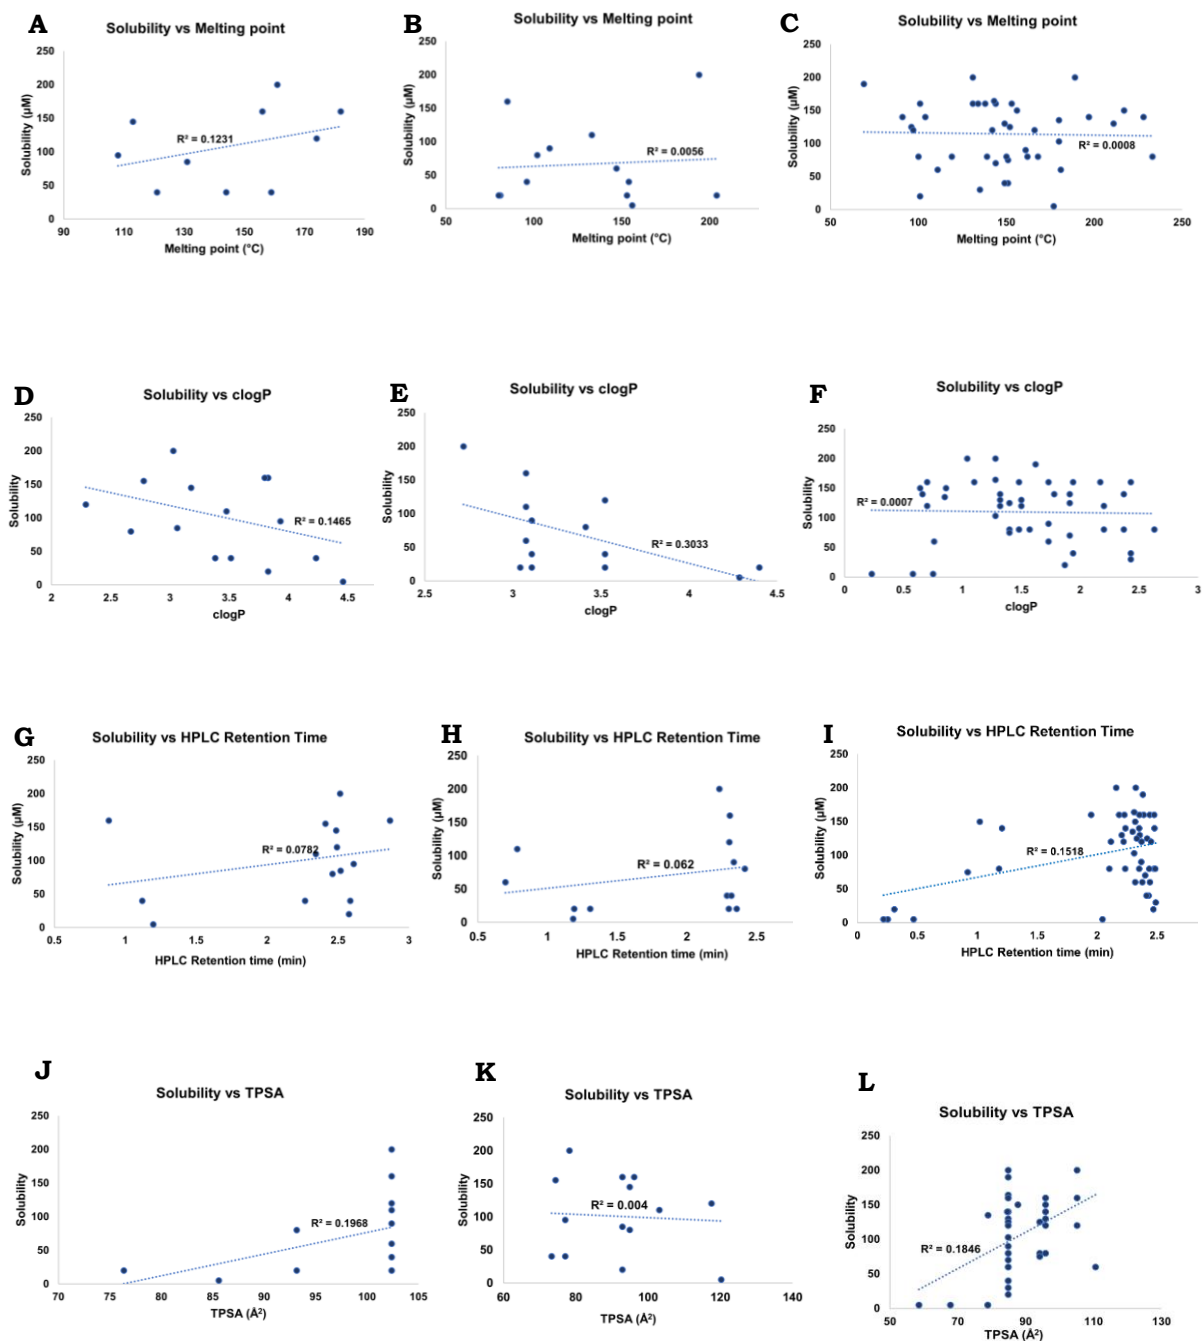 A
Solubility vs Melting point
250
200
150
100
50
0
Solubility (µM)
R² = 0.1231
90
110
130
150
170
190
Melting point (°C)
B
Solubility vs Melting point
250
200
150
100
50
0
Solubility (µM)
R² = 0.0056
50
100
150
200
Melting point (°C)
C
Solubility vs Melting point
250
200
150
100
50
0
Solubility (µM)
R² = 0.0008
50
100
150
200
250
Melting point (°C)
D
Solubility vs clogP
250
200
150
100
50
0
Solubility
R² = 0.1465
2
2.5
3
3.5
4
4.5
clogP
E
Solubility vs clogP
250
200
150
100
50
0
Solubility
R² = 0.3033
2.5
3
3.5
4
4.5
clogP
F
Solubility vs clogP
250
200
150
100
50
0
Solubility
R² = 0.0007
0
0.5
1
1.5
2
2.5
3
clogP
G
Solubility vs HPLC Retention Time
250
200
150
100
50
0
Solubility (µM)
R² = 0.0782
0.5
1
1.5
2
2.5
3
HPLC Retention time (min)
H
Solubility vs HPLC Retention Time
250
200
150
100
50
0
Solubility (µM)
R² = 0.062
0.5
1
1.5
2
2.5
HPLC Retention time (min)
I
Solubility vs HPLC Retention Time
250
200
150
100
50
0
Solubility (µM)
R² = 0.1518
0
0.5
1
1.5
2
2.5
HPLC Retention time (min)
J
Solubility vs TPSA
250
200
150
100
50
0
Solubility
R² = 0.1968
70
75
80
85
90
95
100
105
TPSA (Å²)
K
Solubility vs TPSA
250
200
150
100
50
0
Solubility
R² = 0.004
60
80
100
120
140
TPSA (Å²)
L
Solubility vs TPSA
250
200
150
100
50
0
Solubility
R² = 0.1846
50
70
90
110
130
TPSA (Å²)